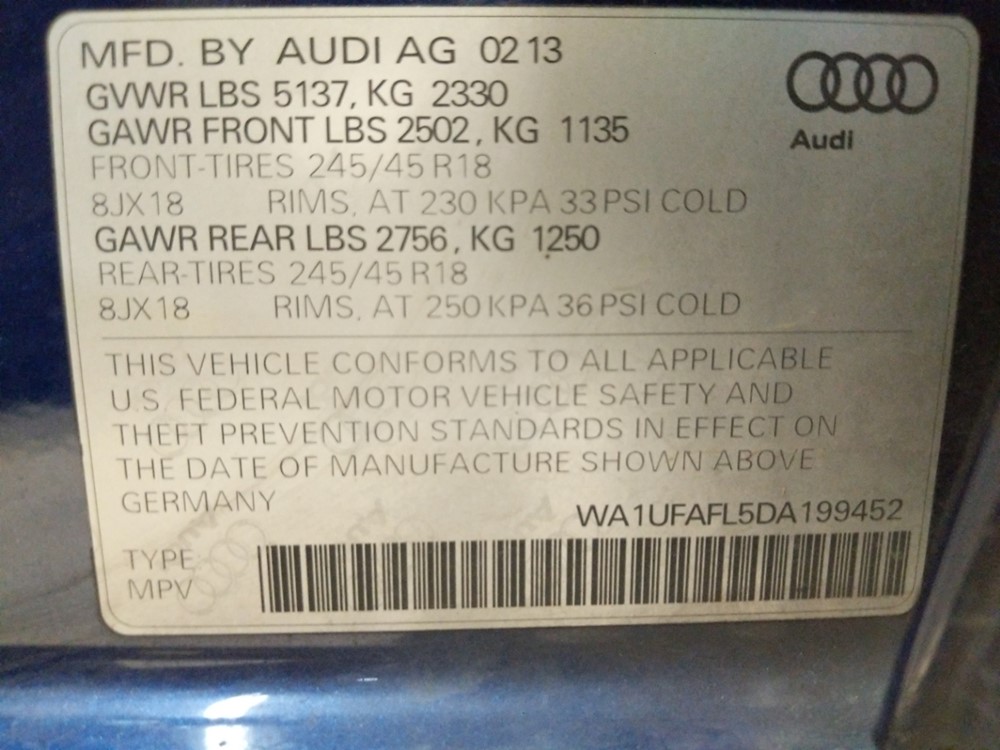 MFD. BY AUDI AG 02 13
GVWR LBS 5137, KG 2330
GAWR FRONT LBS 2502, KG 1135
FRONT-TIRES 245/45 R18
8JX18 RIMS, AT 230 KPA 33 PSI COLD
GAWR REAR LBS 2756, KG 1250
REAR-TIRES 245/45 R18
8JX18 RIMS, AT 250 KPA 36 PSI COLD
Audi
THIS VEHICLE CONFORMS TO ALL APPLICABLE
U.S. FEDERAL MOTOR VEHICLE SAFETY AND
THEFT PREVENTION STANDARDS IN EFFECT ON
THE DATE OF MANUFACTURE SHOWN ABOVE
GERMANY
WA1UFAFL5DA199452
TYPE
MPV